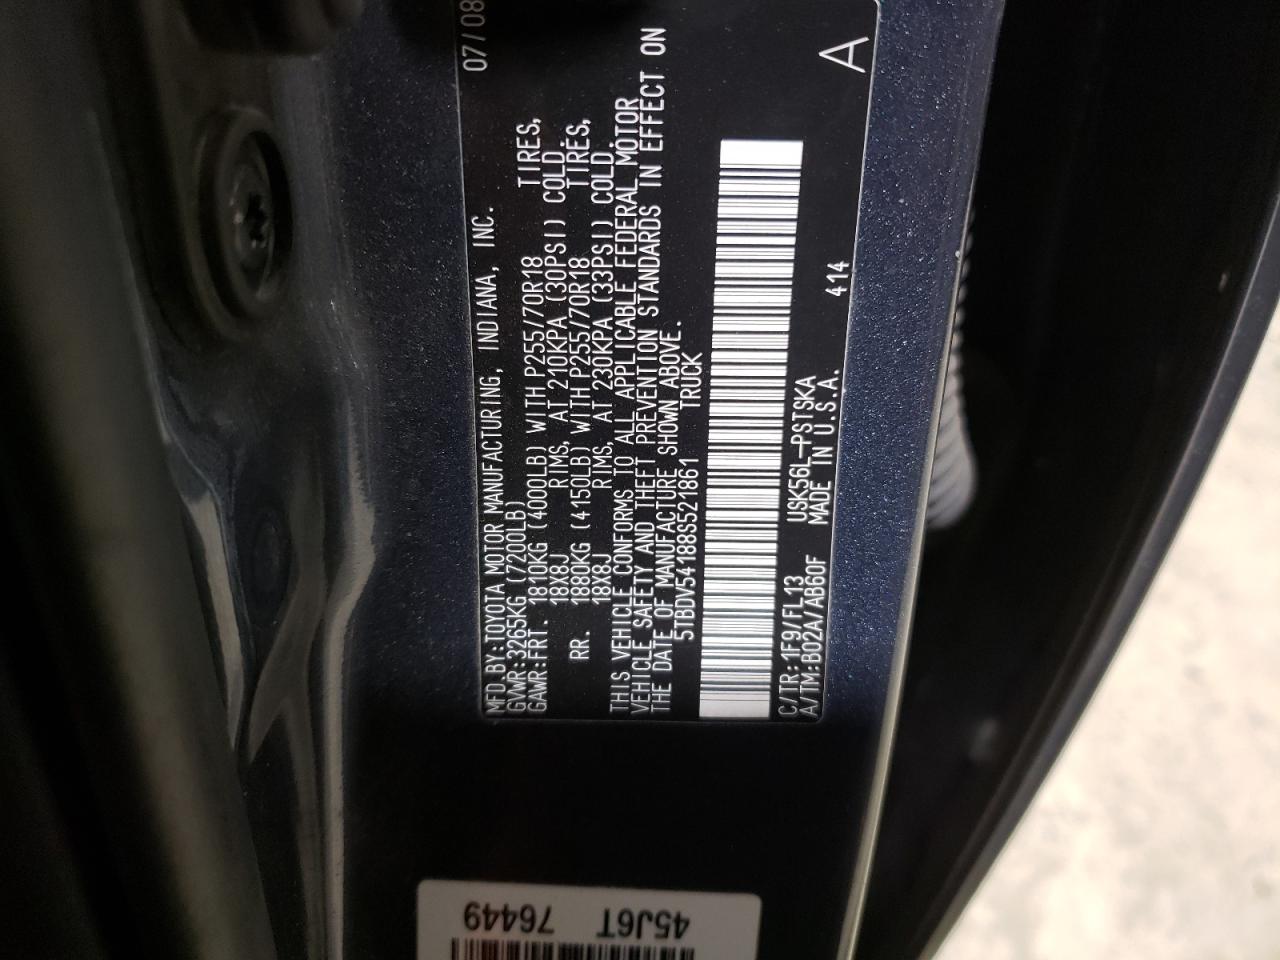 MFD.BY:TOYOTA MOTOR MANUFACTURING, INDIANA, INC. 07/08
GVWR:3265KG (7200LB)
GAWR:FRT. 1810KG (4000LB) WITH P255/70R18 TIRES,
18X8J RIMS, AT 210KPA (30PSI) COLD.
RR. 1880KG (4150LB) WITH P255/70R18 TIRES,
18X8J RIMS, AT 230KPA (33PSI) COLD.
THIS VEHICLE CONFORMS TO ALL APPLICABLE FEDERAL MOTOR
VEHICLE SAFETY AND THEFT PREVENTION STANDARDS IN EFFECT ON
THE DATE OF MANUFACTURE SHOWN ABOVE.
5TBDV54188S521861 TRUCK
C/TR:1F9/FL13 USK56L-PSTSKA
A/TM:B02A/AB60F MADE IN U.S.A. 414 A
45J6T 76449